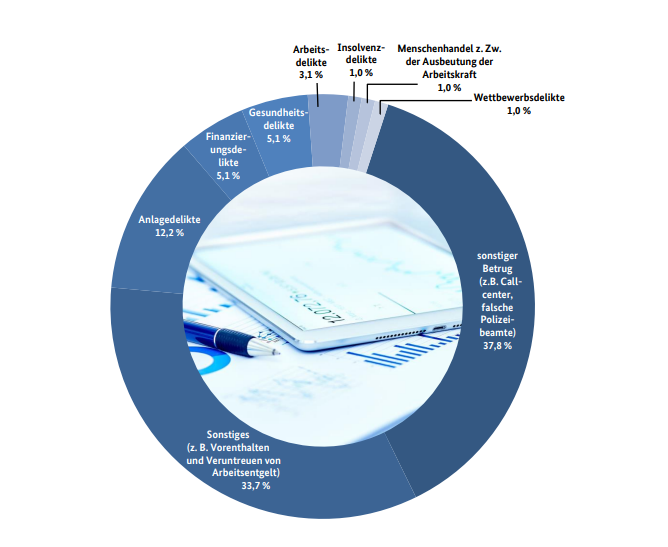 Arbeits-
delikte
3,1 %
Insolvenz-
delikte
1,0 %
Menschenhandel z. Zw.
der Ausbeutung der
Arbeitskraft
1,0 %
Wettbewerbsdelikte
1,0 %
Gesundheits-
delikte
5,1 %
Finanzier-
ungsde-
likte
5,1 %
Anlagedelikte
12,2 %
sonstiger
Betrug
(z.B. Call-
center,
falsche
Polizei-
beamte)
37,8 %
Sonstiges
(z. B. Vorenthalten
und Veruntreuen von
Arbeitsentgelt)
33,7 %